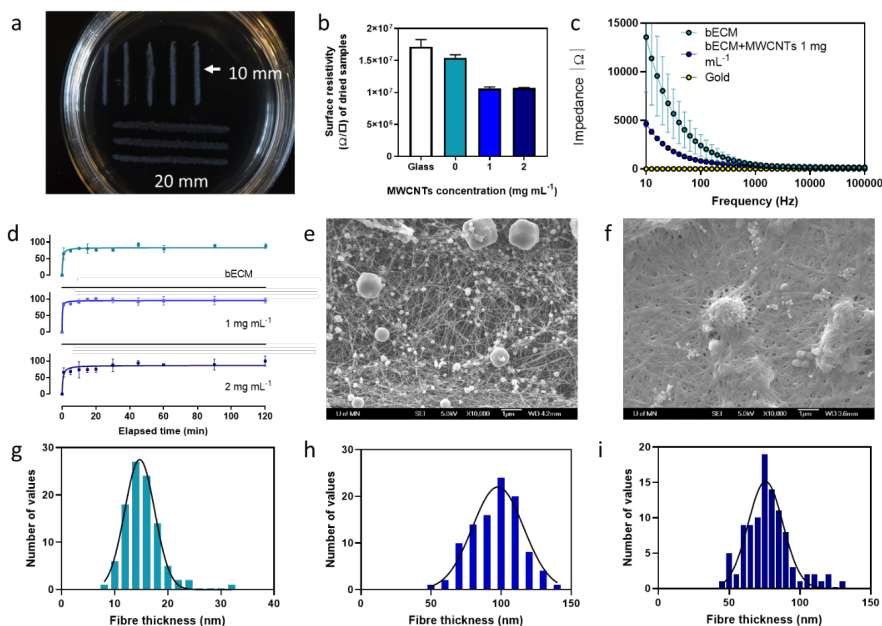 a
10 mm
20 mm
b
Surface resistivity
(Ω/□) of dried samples
2×10⁷
2×10⁷
1×10⁷
5×10⁶
0
Glass
0
1
2
MWCNTs concentration (mg mL⁻¹)
c
Impedance |Ω|
15000
10000
5000
0
10
100
1000
10000
100000
Frequency (Hz)
bECM
bECM+MWCNTs 1 mg
mL⁻¹
Gold
d
100
50
0
bECM
100
50
0
1 mg mL⁻¹
100
50
0
2 mg mL⁻¹
0
20
40
60
80
100
120
Elapsed time (min)
e
U of MN
SEI
5.0kV
X10,000
1µm
WD 4.2mm
f
U of MN
SEI
5.0kV
X10,000
1µm
WD 3.6mm
g
Number of values
30
20
10
0
0
10
20
30
40
Fibre thickness (nm)
h
Number of values
30
20
10
0
0
50
100
150
Fibre thickness (nm)
i
Number of values
20
15
10
5
0
0
50
100
150
Fibre thickness (nm)